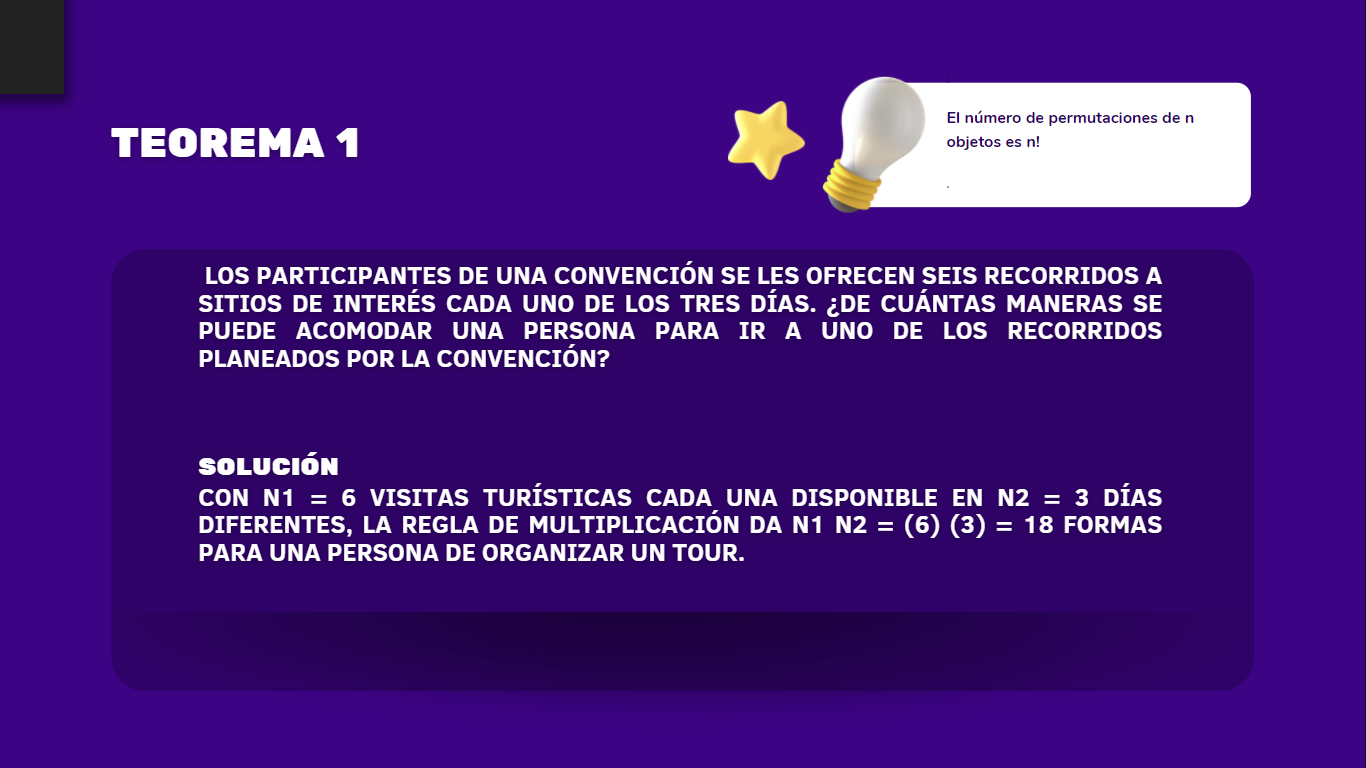 TEOREMA 1
El número de permutaciones de n
objetos es n!
.
LOS PARTICIPANTES DE UNA CONVENCIÓN SE LES OFRECEN SEIS RECORRIDOS A
SITIOS DE INTERÉS CADA UNO DE LOS TRES DÍAS. ¿DE CUÁNTAS MANERAS SE
PUEDE ACOMODAR UNA PERSONA PARA IR A UNO DE LOS RECORRIDOS
PLANEADOS POR LA CONVENCIÓN?
SOLUCIÓN
CON N1 = 6 VISITAS TURÍSTICAS CADA UNA DISPONIBLE EN N2 = 3 DÍAS
DIFERENTES, LA REGLA DE MULTIPLICACIÓN DA N1 N2 = (6) (3) = 18 FORMAS
PARA UNA PERSONA DE ORGANIZAR UN TOUR.